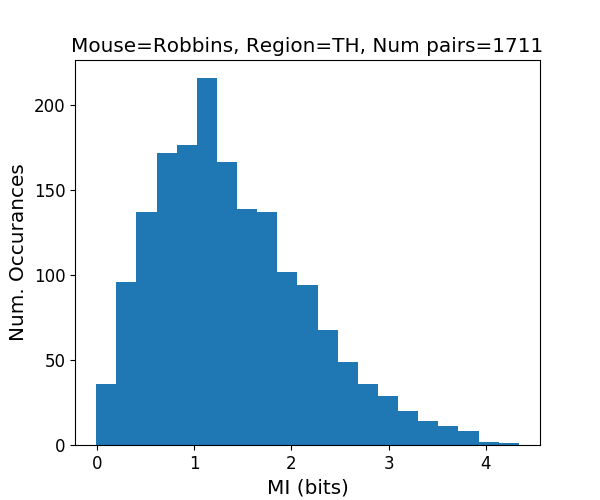 Mouse=Robbins, Region=TH, Num pairs=1711
200
150
100
50
0
Num. Occurances
0 1 2 3 4
MI (bits)